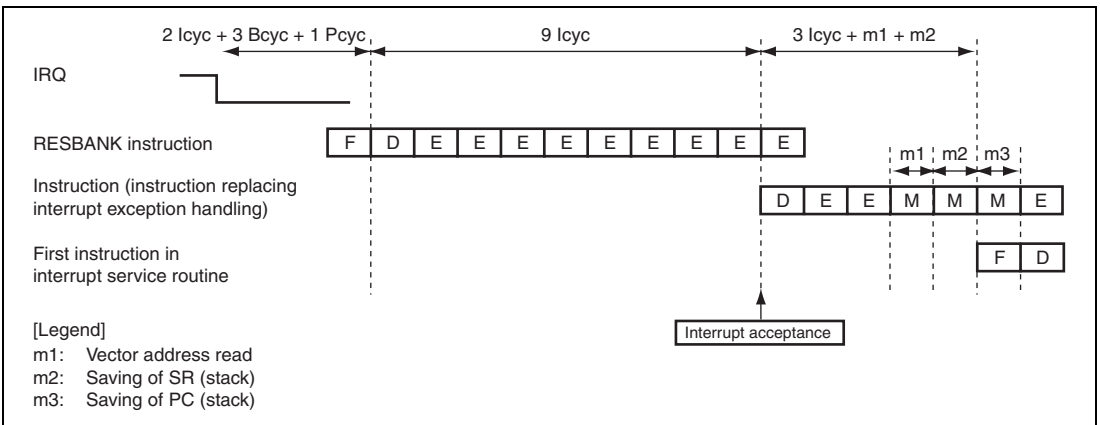 2 Icyc + 3 Bcyc + 1 Pcyc 9 Icyc 3 Icyc + m1 + m2
IRQ
RESBANK instruction F D E E E E E E E E E
m1 m2 m3
Instruction (instruction replacing
interrupt exception handling) D E E M M M E
First instruction in
interrupt service routine F D
Interrupt acceptance
[Legend]
m1: Vector address read
m2: Saving of SR (stack)
m3: Saving of PC (stack)